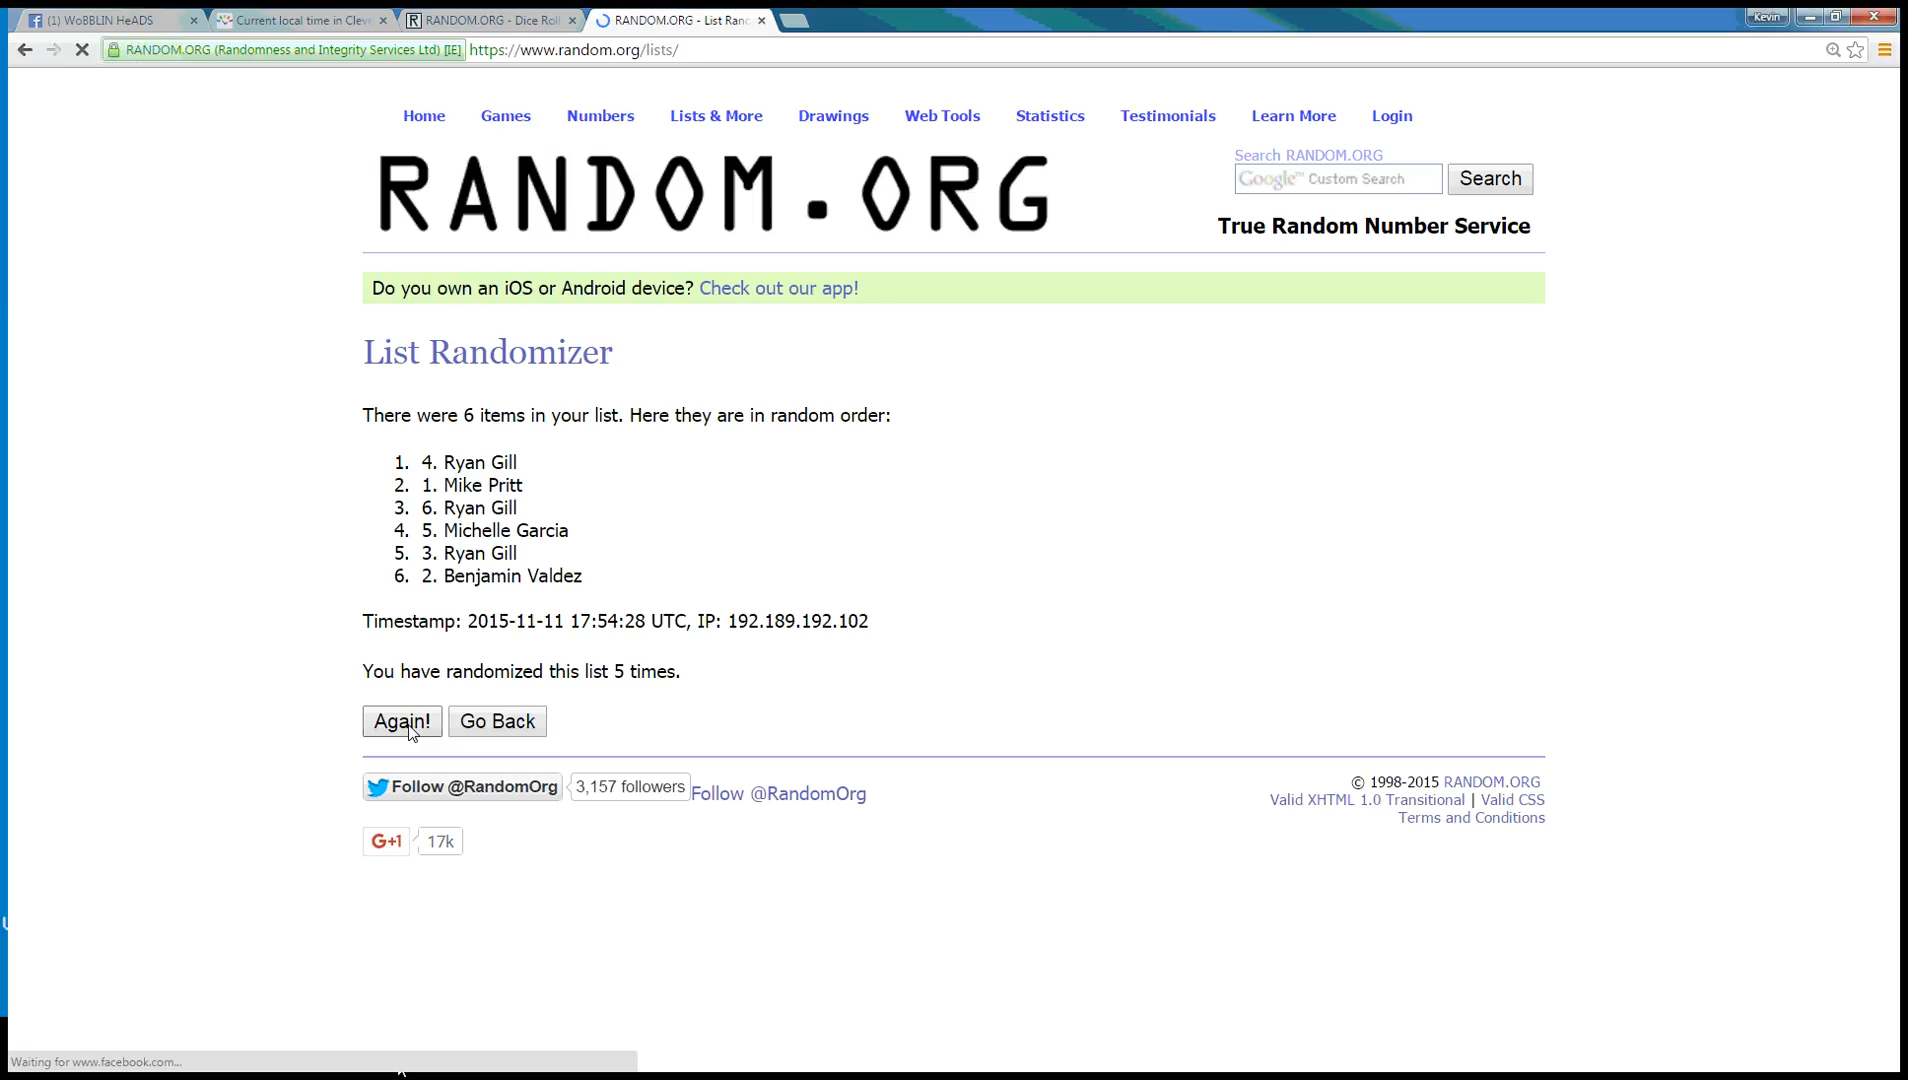 (1) WoBBLIN HeADS
Current local time in Cleve
RANDOM.ORG - Dice Roll
RANDOM.ORG - List Ranc
Kevin
RANDOM.ORG (Randomness and Integrity Services Ltd) [IE] https://www.random.org/lists/
Home Games Numbers Lists & More Drawings Web Tools Statistics Testimonials Learn More Login
RANDOM.ORG
Search RANDOM.ORG
Google™ Custom Search Search
True Random Number Service
Do you own an iOS or Android device? Check out our app!
List Randomizer
There were 6 items in your list. Here they are in random order:
1. 4. Ryan Gill
2. 1. Mike Pritt
3. 6. Ryan Gill
4. 5. Michelle Garcia
5. 3. Ryan Gill
6. 2. Benjamin Valdez
Timestamp: 2015-11-11 17:54:28 UTC, IP: 192.189.192.102
You have randomized this list 5 times.
Again! Go Back
Follow @RandomOrg 3,157 followers Follow @RandomOrg
G+1 17k
© 1998-2015 RANDOM.ORG
Valid XHTML 1.0 Transitional | Valid CSS
Terms and Conditions
Waiting for www.facebook.com...